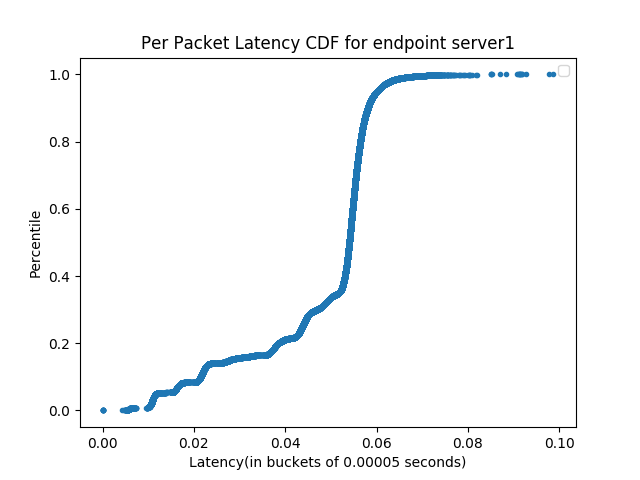 Per Packet Latency CDF for endpoint server1
1.0
0.8
0.6
0.4
0.2
0.0
Percentile
0.00 0.02 0.04 0.06 0.08 0.10
Latency(in buckets of 0.00005 seconds)